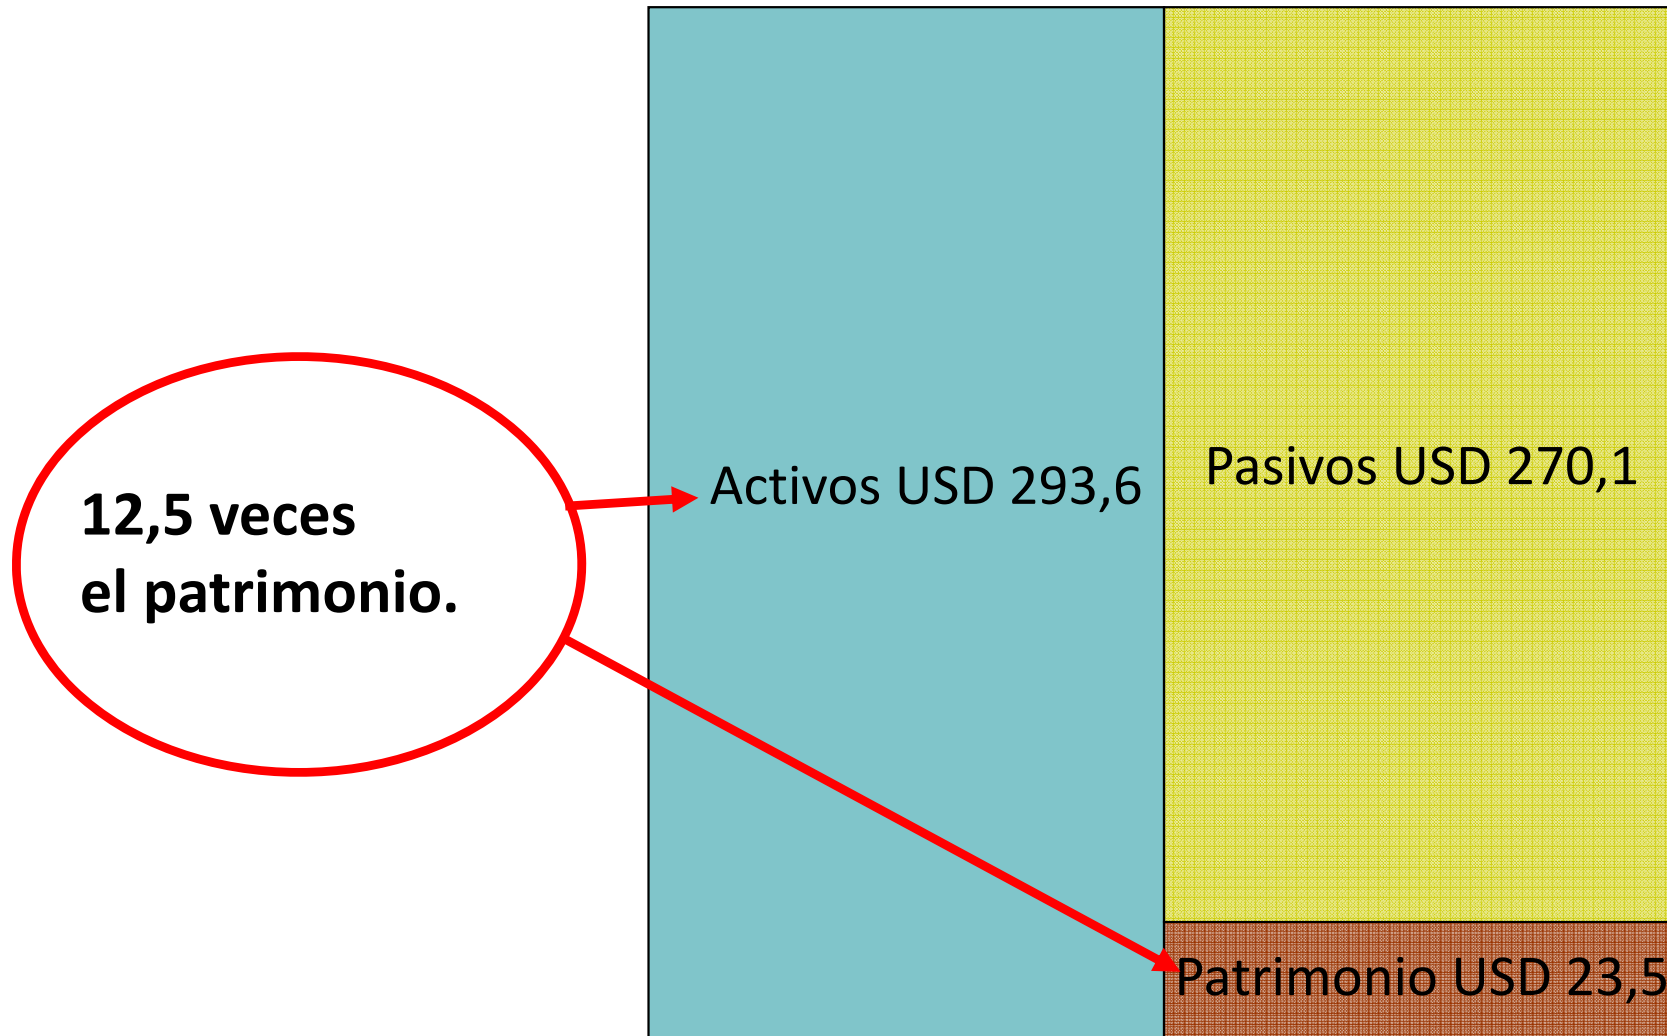 12,5 veces
el patrimonio.
Activos USD 293,6
Pasivos USD 270,1
Patrimonio USD 23,5